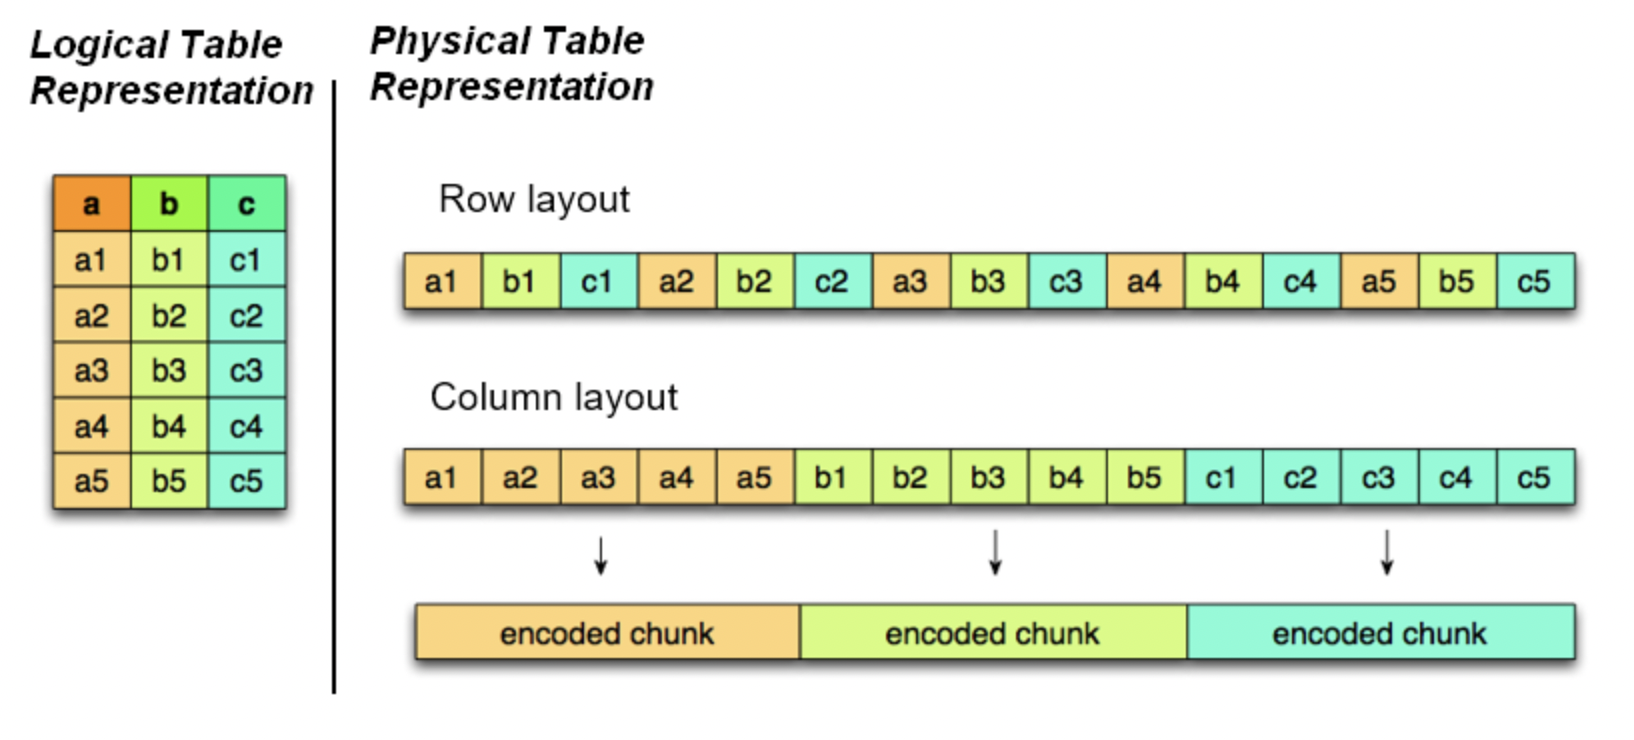 Logical Table
Representation
a b c
a1 b1 c1
a2 b2 c2
a3 b3 c3
a4 b4 c4
a5 b5 c5
Physical Table
Representation
Row layout
a1 b1 c1 a2 b2 c2 a3 b3 c3 a4 b4 c4 a5 b5 c5
Column layout
a1 a2 a3 a4 a5 b1 b2 b3 b4 b5 c1 c2 c3 c4 c5
encoded chunk encoded chunk encoded chunk